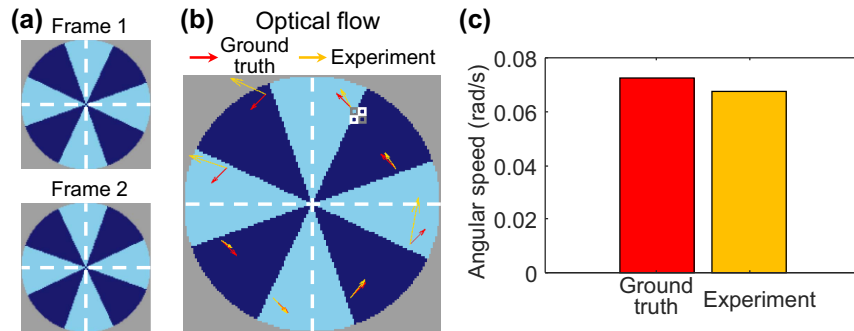 (a)
Frame 1
Frame 2
(b)
Optical flow
Ground
truth
Experiment
(c)
Angular speed (rad/s)
0.08
0.06
0.04
0.02
0
Ground
truth
Experiment